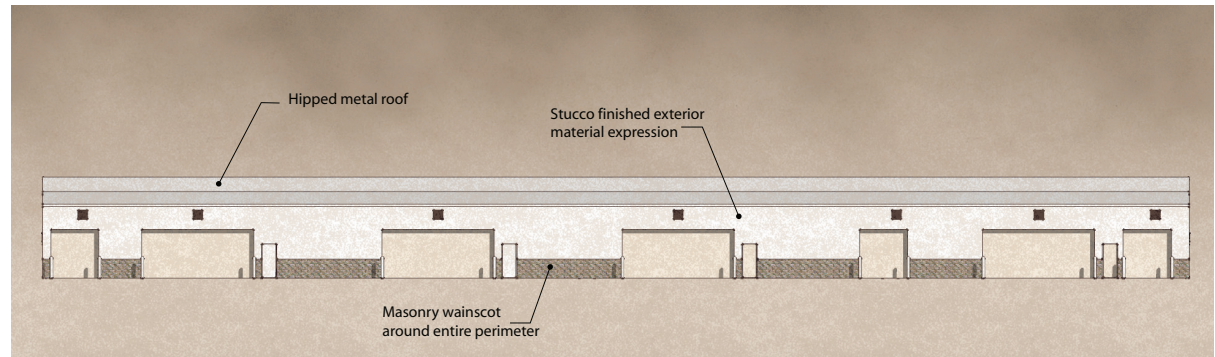 Hipped metal roof
Stucco finished exterior
material expression
Masonry wainscot
around entire perimeter